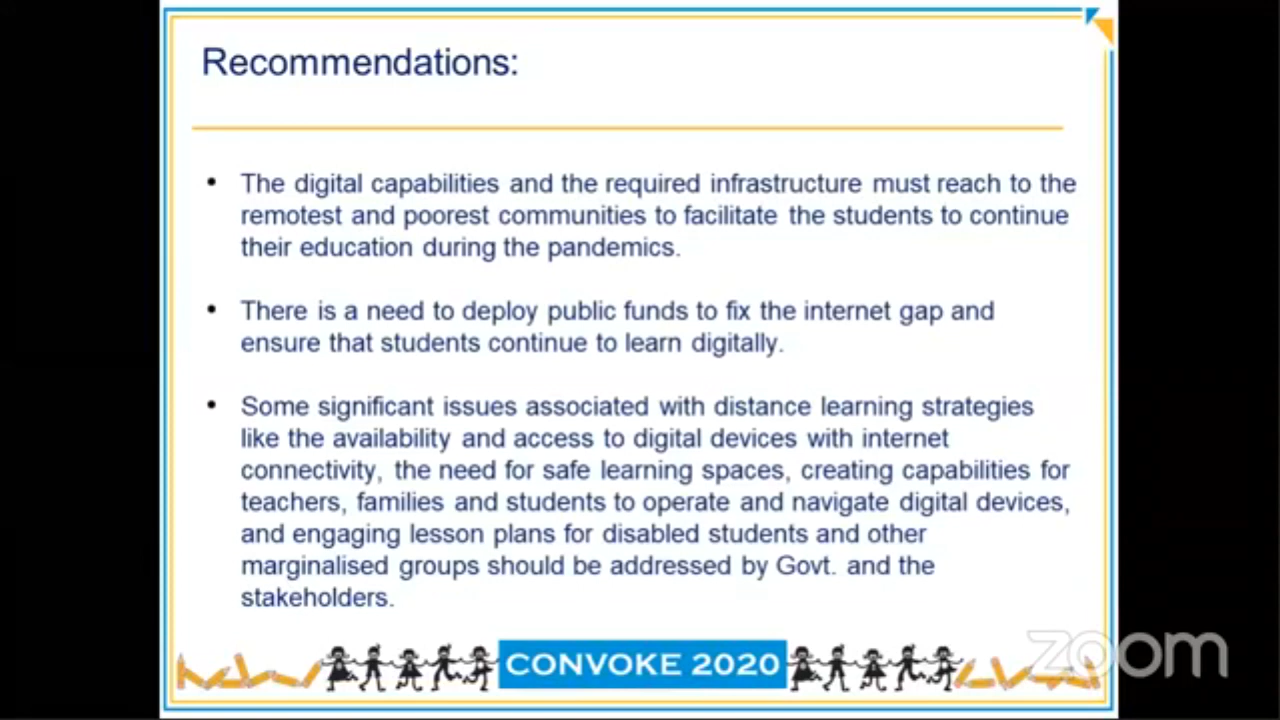 Recommendations:
• The digital capabilities and the required infrastructure must reach to the
remotest and poorest communities to facilitate the students to continue
their education during the pandemics.
• There is a need to deploy public funds to fix the internet gap and
ensure that students continue to learn digitally.
• Some significant issues associated with distance learning strategies
like the availability and access to digital devices with internet
connectivity, the need for safe learning spaces, creating capabilities for
teachers, families and students to operate and navigate digital devices,
and engaging lesson plans for disabled students and other
marginalised groups should be addressed by Govt. and the
stakeholders.
CONVOKE 2020
zoom